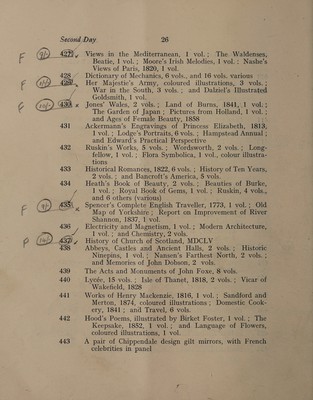 Second Day 26
427 Views in the Mediterranean, 1 vol. ; The Waldenses,
Beatie, 1 vol. ; Moore's Irish Melodies, 1 vol. ; Nashe's
Views of Paris, 1820, 1 vol.
428 Dictionary of Mechanics, 6 vols., and 16 vols. various
429 Her Majestie's Army, coloured illustrations, 3 vols. ;
War in the South, 3 vols. ; and Dalziel's Illustrated
Goldsmith, 1 vol.
430 Jones' Wales, 2 vols. ; Land of Burns, 1841, 1 vol. ;
The Garden of Japan ; Pictures from Holland, 1 vol. ;
and Ages of Female Beauty, 1858
431 Ackermann's Engravings of Princess Elizabeth, 1813,
1 vol. ; Lodge's Portraits, 6 vols. ; Hampstead Annual ;
and Edward's Practical Perspective
432 Ruskin's Works, 5 vols. ; Wordsworth, 2 vols. ; Long-
fellow, 1 vol. ; Flora Symbolica, 1 vol., colour illustra-
tions
433 Historical Romances, 1822, 6 vols. ; History of Ten Years,
2 vols. ; and Bancroft's America, 5 vols.
434 Heath's Book of Beauty, 2 vols. ; Beauties of Burke,
1 vol. ; Royal Book of Gems, 1 vol. ; Ruskin, 4 vols.,
and 6 others (various)
435 Spencer's Complete English Traveller, 1773, 1 vol. ; Old
Map of Yorkshire ; Report on Improvement of River
Shannon, 1837, 1 vol.
436 Electricity and Magnetism, 1 vol. ; Modern Architecture,
1 vol. ; and Chemistry, 2 vols.
437 History of Church of Scotland, MDCLV
438 Abbeys, Castles and Ancient Halls, 2 vols. ; Historic
Ninepins, 1 vol. ; Nansen's Farthest North, 2 vols. ;
and Memories of John Dobson, 2 vols.
439 The Acts and Monuments of John Foxe, 8 vols.
440 Lycée, 15 vols. ; Isle of Thanet, 1818, 2 vols. ; Vicar of
Wakefield, 1828
441 Works of Henry Mackenzie, 1816, 1 vol. ; Sandford and
Merton, 1874, coloured illustrations ; Domestic Cook-
ery, 1841 ; and Travel, 6 vols.
442 Hood's Poems, illustrated by Birket Foster, 1 vol. ; The
Keepsake, 1852, 1 vol. ; and Language of Flowers,
coloured illustrations, 1 vol.
443 A pair of Chippendale design gilt mirrors, with French
celebrities in panel